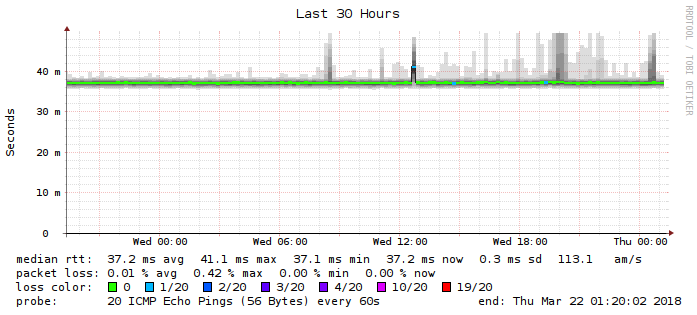 Last 30 Hours
RRDTOOL / TOBI OETIKER
Seconds
40 m
30 m
20 m
10 m
0
Wed 00:00 Wed 06:00 Wed 12:00 Wed 18:00 Thu 00:00
median rtt: 37.2 ms avg 41.1 ms max 37.1 ms min 37.2 ms now 0.3 ms sd 113.1 am/s
packet loss: 0.01 % avg 0.42 % max 0.00 % min 0.00 % now
loss color: 0 1/20 2/20 3/20 4/20 10/20 19/20
probe: 20 ICMP Echo Pings (56 Bytes) every 60s end: Thu Mar 22 01:20:02 2018